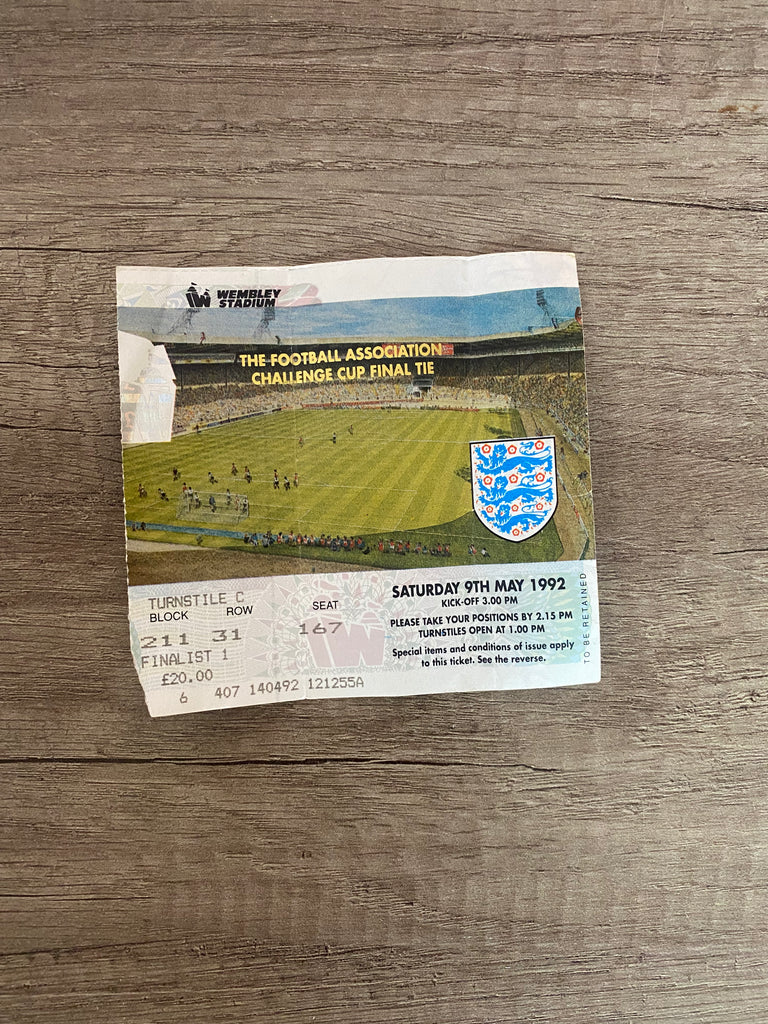 WEMBLEY
STADIUM
THE FOOTBALL ASSOCIATION
CHALLENGE CUP FINAL TIE
TURNSTILE C
BLOCK ROW SEAT
211 31 167
FINALIST 1
£20.00
6 407 140492 121255A
SATURDAY 9TH MAY 1992
KICK-OFF 3.00 PM
PLEASE TAKE YOUR POSITIONS BY 2.15 PM
TURNSTILES OPEN AT 1.00 PM
Special items and conditions of issue apply
to this ticket. See the reverse.
TO BE RETAINED